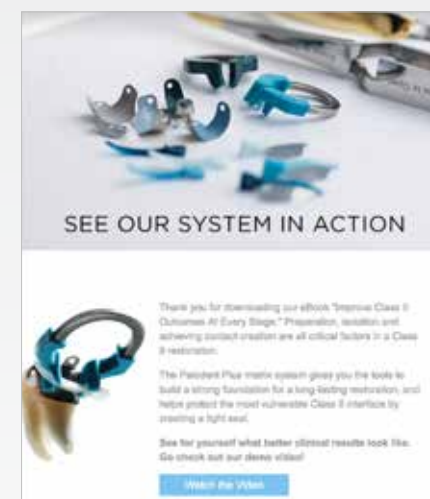 SEE OUR SYSTEM IN ACTION
Thank you for downloading our eBook "Improve Class II
Outcomes At Every Stage." Preparation, isolation and
achieving contact creation are all critical factors in a Class
II restoration.
The Palodent Plus matrix system gives you the tools to
build a strong foundation for a long-lasting restoration, and
helps protect the most vulnerable Class II interface by
creating a tight seal.
See for yourself what better clinical results look like.
Go check out our demo video!
Watch the Video